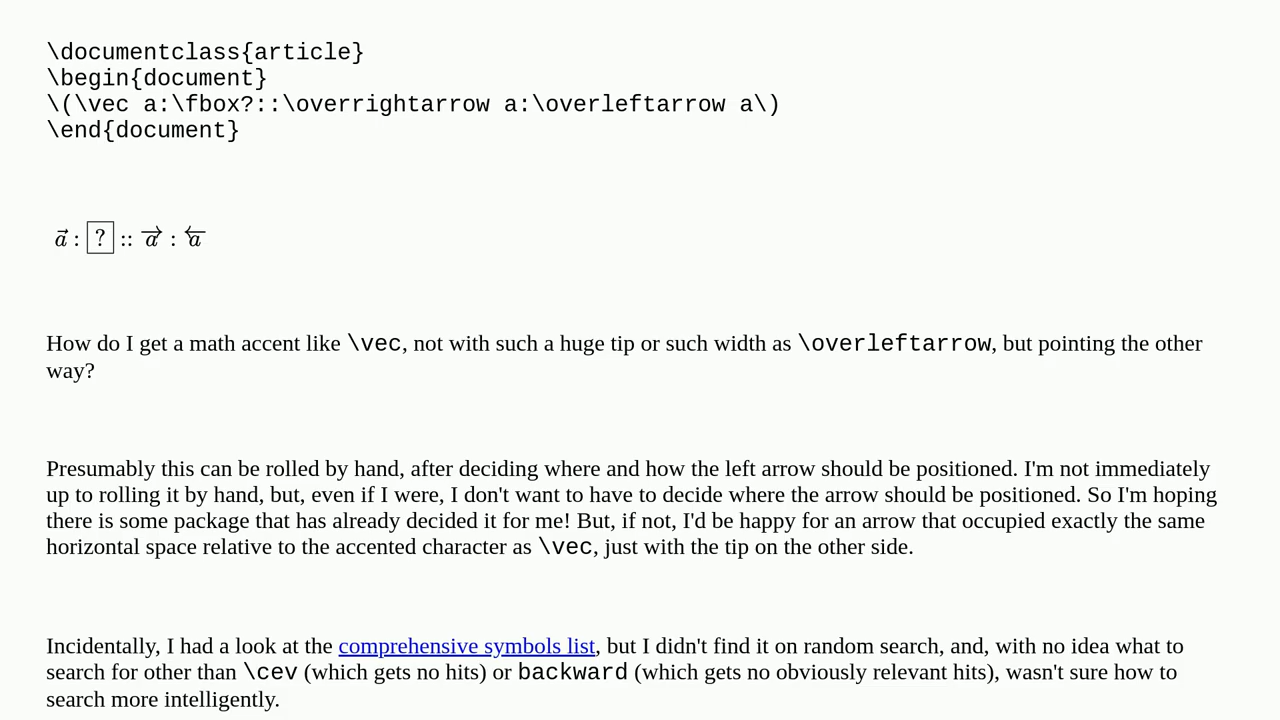 \documentclass{article}
\begin{document}
\(\vec a:\fbox?::\overrightarrow a:\overleftarrow a\)
\end{document}
a⃗ : ? :: a⃗ : a⃖
How do I get a math accent like \vec, not with such a huge tip or such width as \overleftarrow, but pointing the other
way?
Presumably this can be rolled by hand, after deciding where and how the left arrow should be positioned. I'm not immediately
up to rolling it by hand, but, even if I were, I don't want to have to decide where the arrow should be positioned. So I'm hoping
there is some package that has already decided it for me! But, if not, I'd be happy for an arrow that occupied exactly the same
horizontal space relative to the accented character as \vec, just with the tip on the other side.
Incidentally, I had a look at the comprehensive symbols list, but I didn't find it on random search, and, with no idea what to
search for other than \cev (which gets no hits) or backward (which gets no obviously relevant hits), wasn't sure how to
search more intelligently.